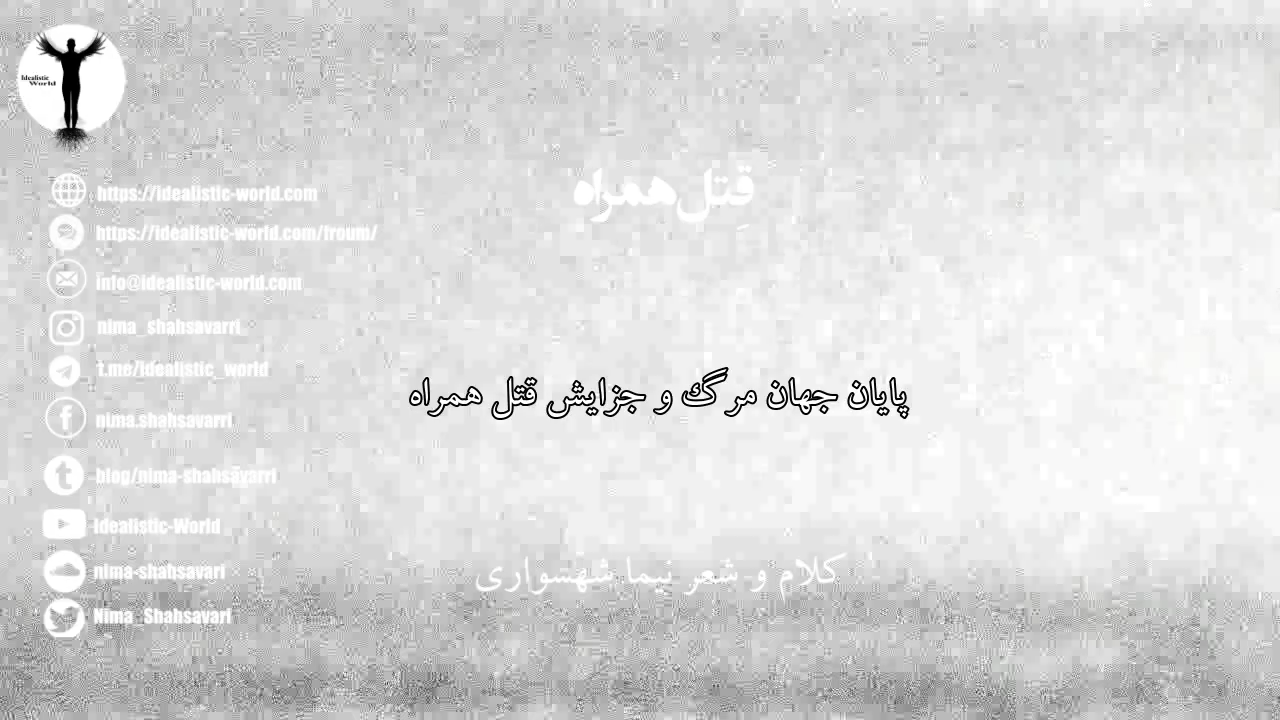 Idealistic
World
https://idealistic-world.com
https://idealistic-world.com/froum/
info@idealistic-world.com
nima_shahsavarri
t.me/idealistic_world
nima.shahsavarri
blog/nima-shahsavarri
Idealistic-World
nima-shahsavari
Nima_Shahsavari
قِتل همراه
پایان جهان مرگ و جزایش قتل همراه
کلام و شعر نیما شهسواری